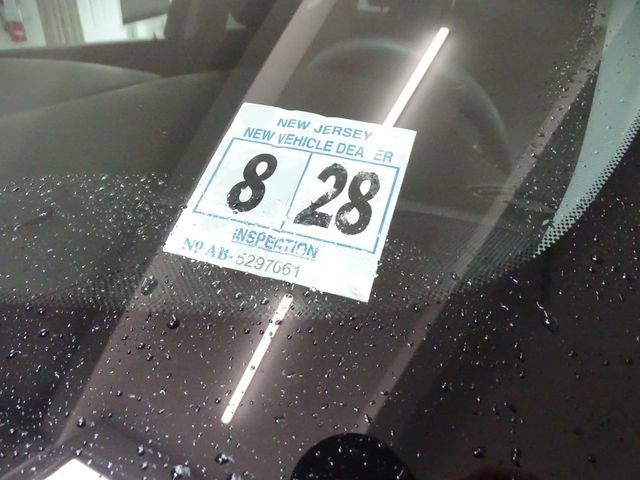 NEW JERSEY
NEW VEHICLE DEALER
8 28
INSPECTION
Nº AB-5297061